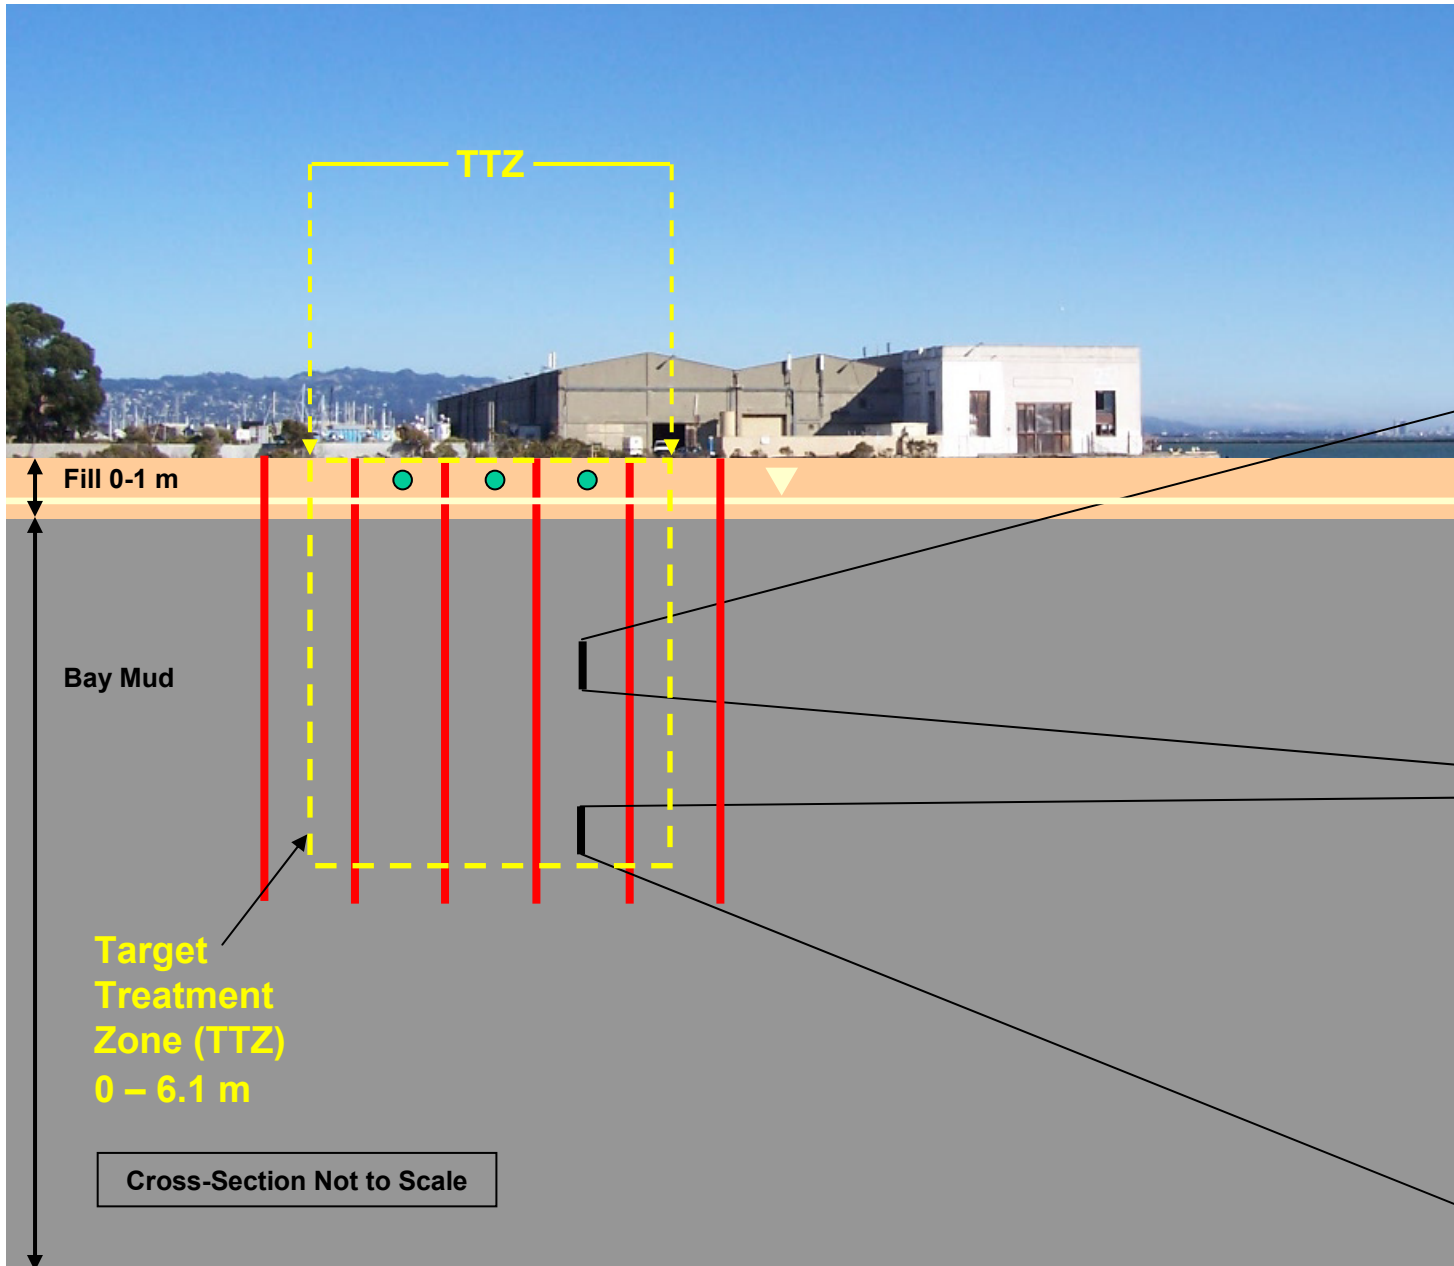 TTZ
Fill 0-1 m
Bay Mud
Target
Treatment
Zone (TTZ)
0 – 6.1 m
Cross-Section Not to Scale